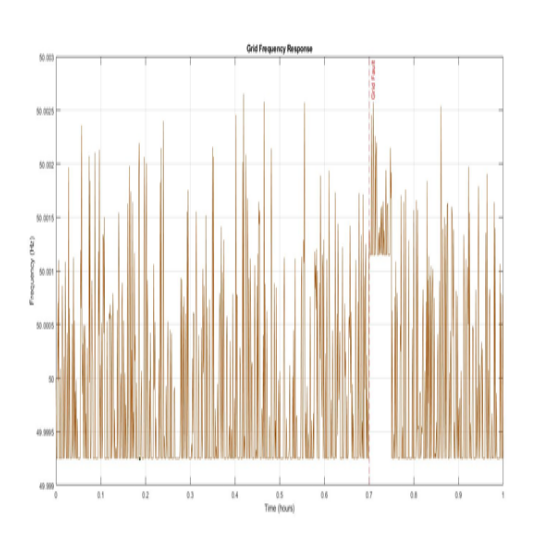 Grid Frequency Response
Frequency (Hz)
50.003
50.0025
50.002
50.0015
50.001
50.0005
50
49.9995
49.999
Grid Fault
0 0.1 0.2 0.3 0.4 0.5 0.6 0.7 0.8 0.9 1
Time (hours)